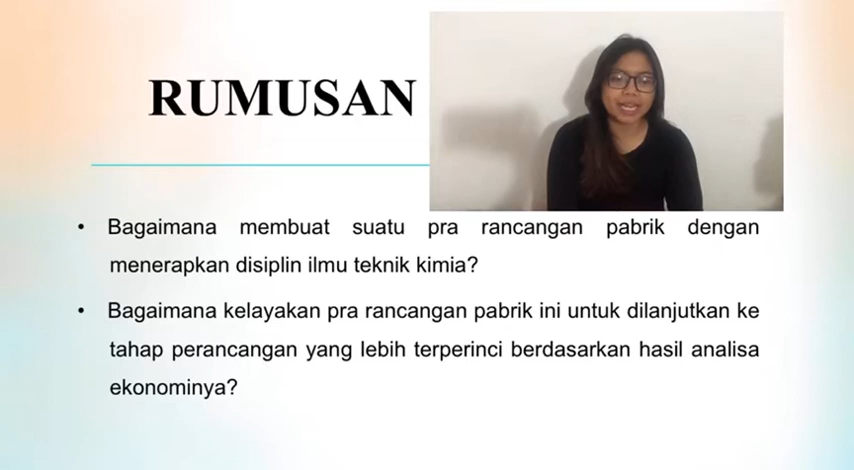 RUMUSAN
• Bagaimana membuat suatu pra rancangan pabrik dengan
menerapkan disiplin ilmu teknik kimia?
• Bagaimana kelayakan pra rancangan pabrik ini untuk dilanjutkan ke
tahap perancangan yang lebih terperinci berdasarkan hasil analisa
ekonominya?